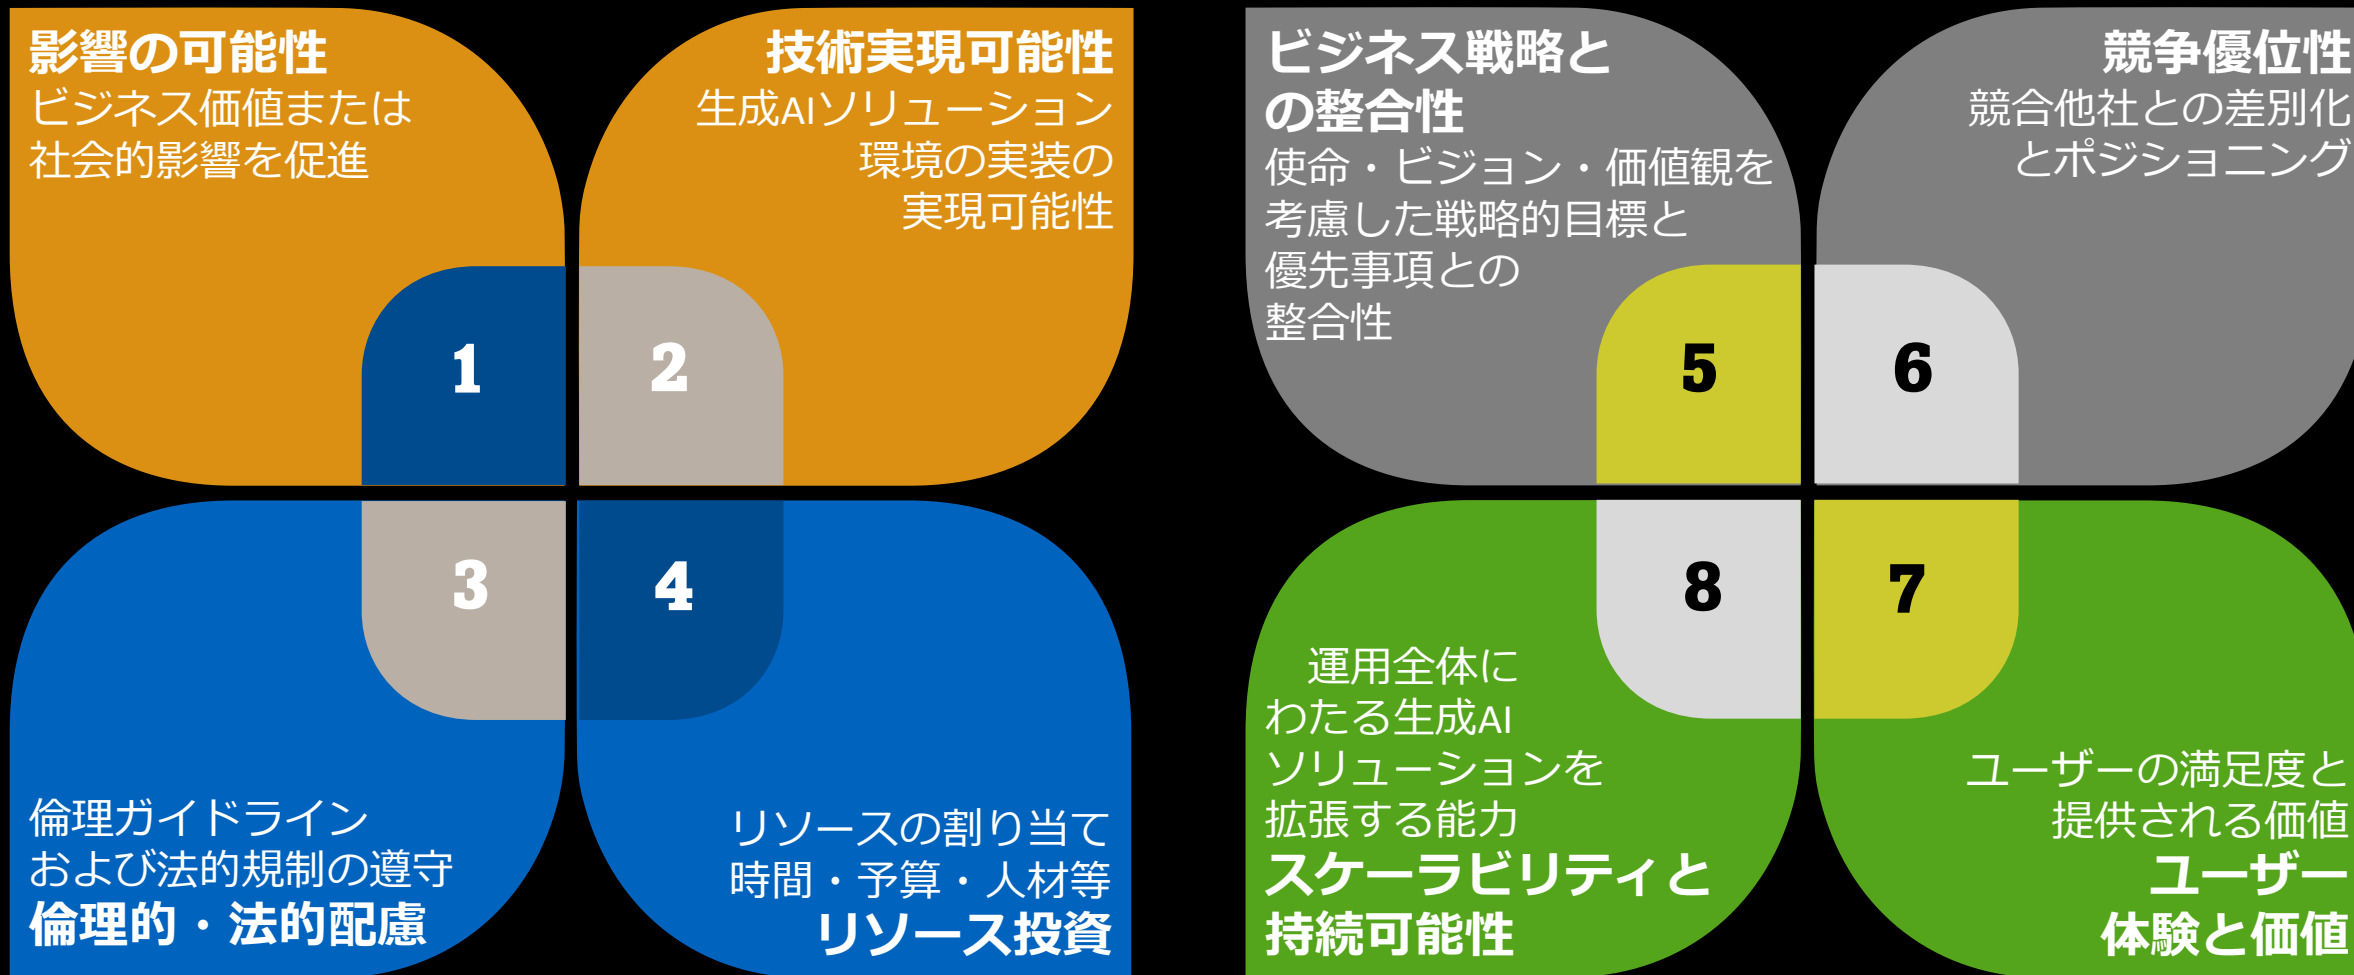 影響の可能性
ビジネス価値または
社会的影響を促進
1
技術実現可能性
生成AIソリューション
環境の実装の
実現可能性
2
3
倫理ガイドライン
および法的規制の遵守
倫理的・法的配慮
4
リソースの割り当て
時間・予算・人材等
リソース投資
ビジネス戦略と
の整合性
使命・ビジョン・価値観を
考慮した戦略的目標と
優先事項との
整合性
5
競争優位性
競合他社との差別化
とポジショニング
6
8
運用全体に
わたる生成AI
ソリューションを
拡張する能力
スケーラビリティと
持続可能性
7
ユーザーの満足度と
提供される価値
ユーザー
体験と価値